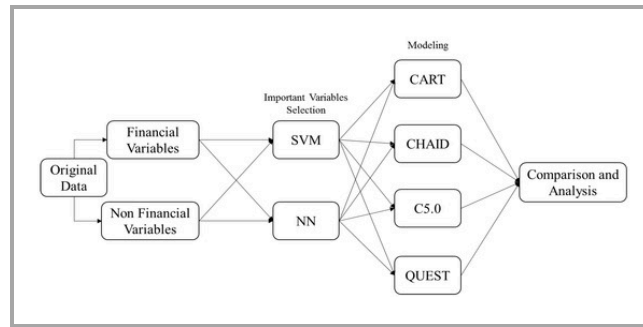 Original
Data
Financial
Variables
Non Financial
Variables
Important Variables
Selection
SVM
NN
Modeling
CART
CHAID
C5.0
QUEST
Comparison and
Analysis